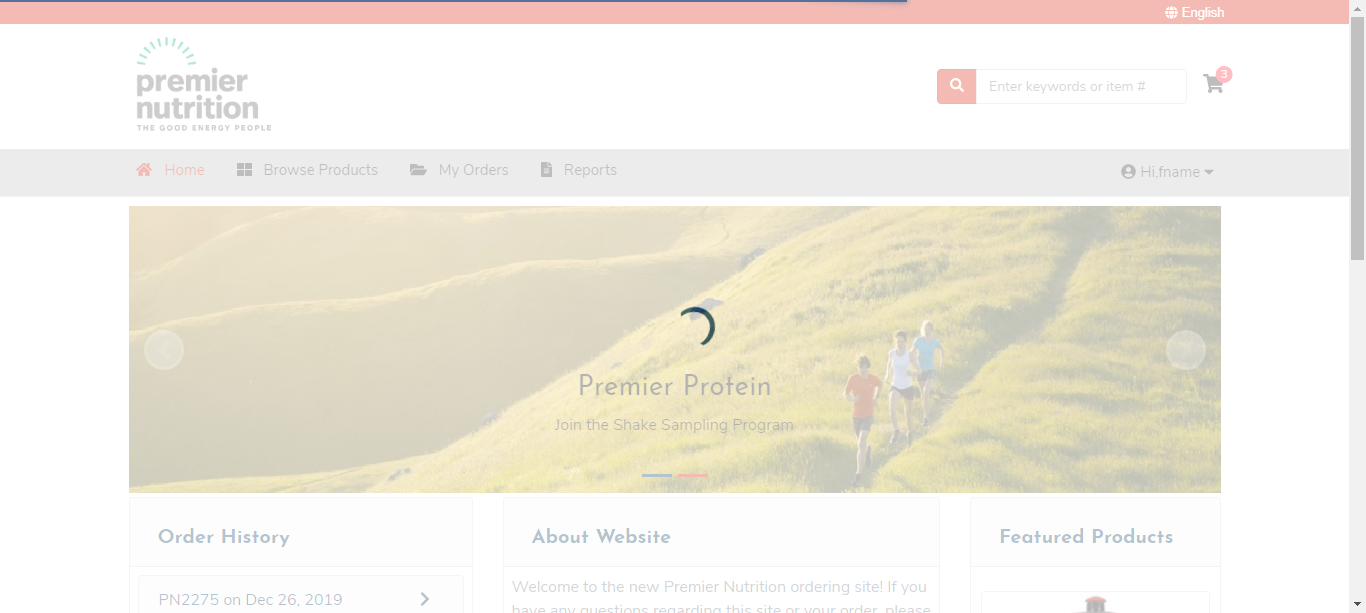 English
premier
nutrition
THE GOOD ENERGY PEOPLE
Enter keywords or item #
3
Home
Browse Products
My Orders
Reports
Hi,fname
Premier Protein
Join the Shake Sampling Program
Order History
About Website
Featured Products
PN2275 on Dec 26, 2019
Welcome to the new Premier Nutrition ordering site! If you
have any questions regarding this site or your order, please